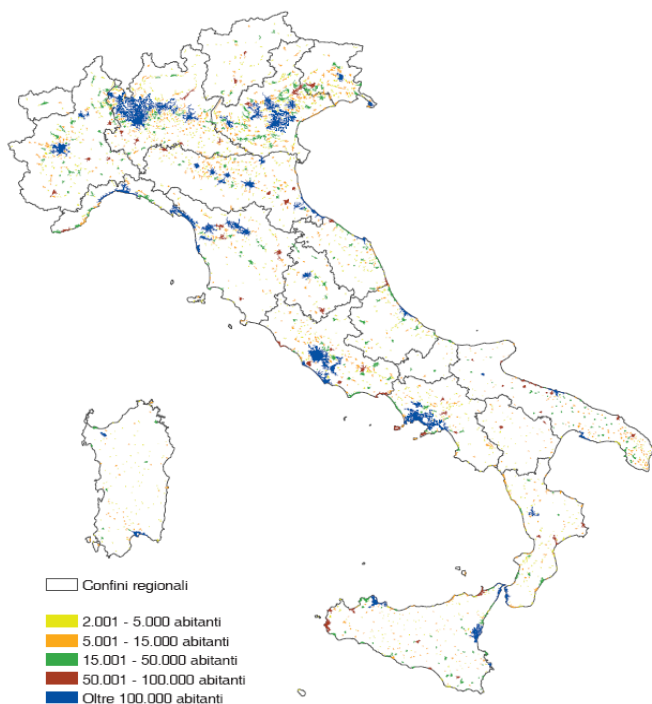 Confini regionali
2.001 - 5.000 abitanti
5.001 - 15.000 abitanti
15.001 - 50.000 abitanti
50.001 - 100.000 abitanti
Oltre 100.000 abitanti